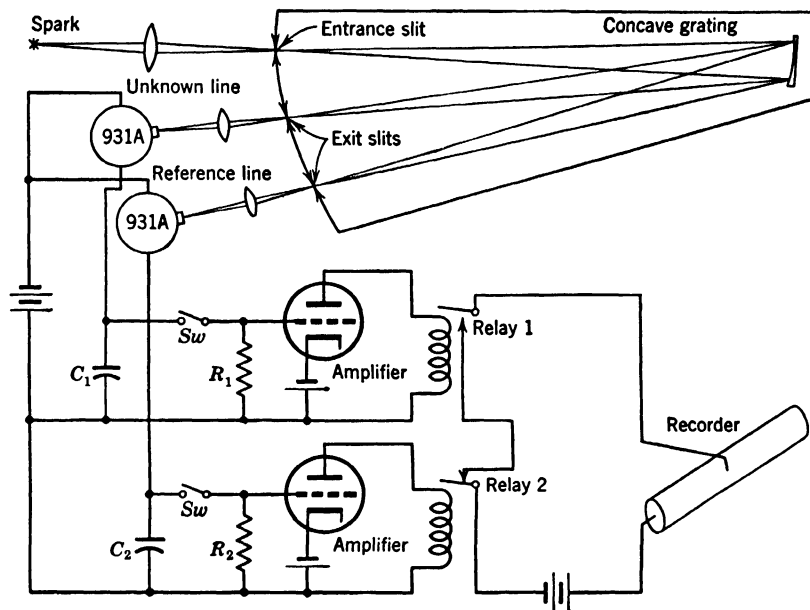 Spark
Entrance slit
Concave grating
Unknown line
931A
Exit slits
Reference line
931A
Sw
C₁
R₁
Amplifier
Relay 1
Recorder
Sw
C₂
R₂
Amplifier
Relay 2